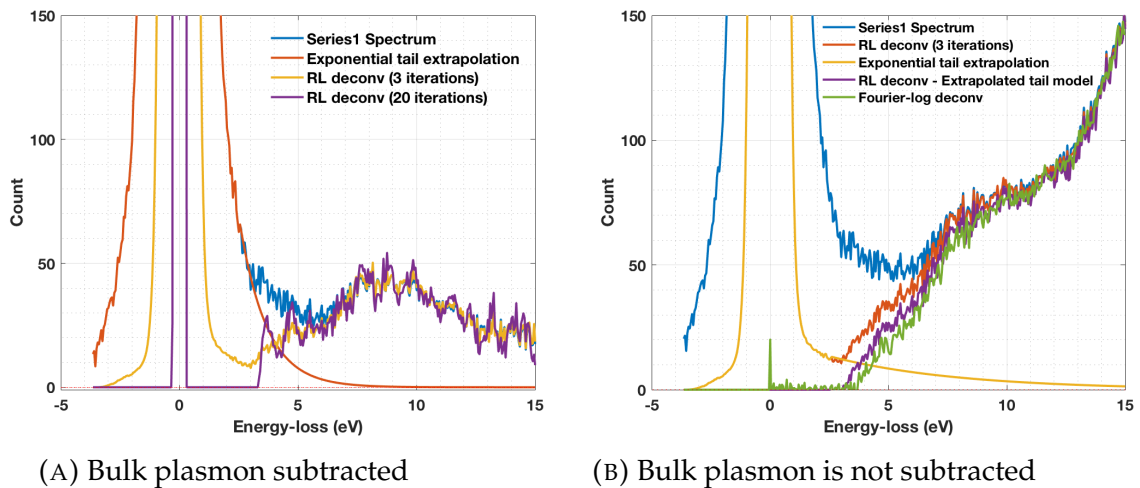 150
100
50
0
Count
-5
0
5
10
15
Energy-loss (eV)
Series1 Spectrum
Exponential tail extrapolation
RL deconv (3 iterations)
RL deconv (20 iterations)
(A) Bulk plasmon subtracted
150
100
50
0
Count
-5
0
5
10
15
Energy-loss (eV)
Series1 Spectrum
RL deconv (3 iterations)
Exponential tail extrapolation
RL deconv - Extrapolated tail model
Fourier-log deconv
(B) Bulk plasmon is not subtracted